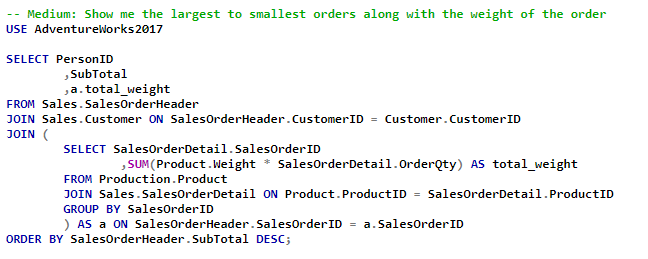 -- Medium: Show me the largest to smallest orders along with the weight of the order
USE AdventureWorks2017
SELECT PersonID
,SubTotal
,a.total_weight
FROM Sales.SalesOrderHeader
JOIN Sales.Customer ON SalesOrderHeader.CustomerID = Customer.CustomerID
JOIN (
SELECT SalesOrderDetail.SalesOrderID
,SUM(Product.Weight * SalesOrderDetail.OrderQty) AS total_weight
FROM Production.Product
JOIN Sales.SalesOrderDetail ON Product.ProductID = SalesOrderDetail.ProductID
GROUP BY SalesOrderID
) AS a ON SalesOrderHeader.SalesOrderID = a.SalesOrderID
ORDER BY SalesOrderHeader.SubTotal DESC;